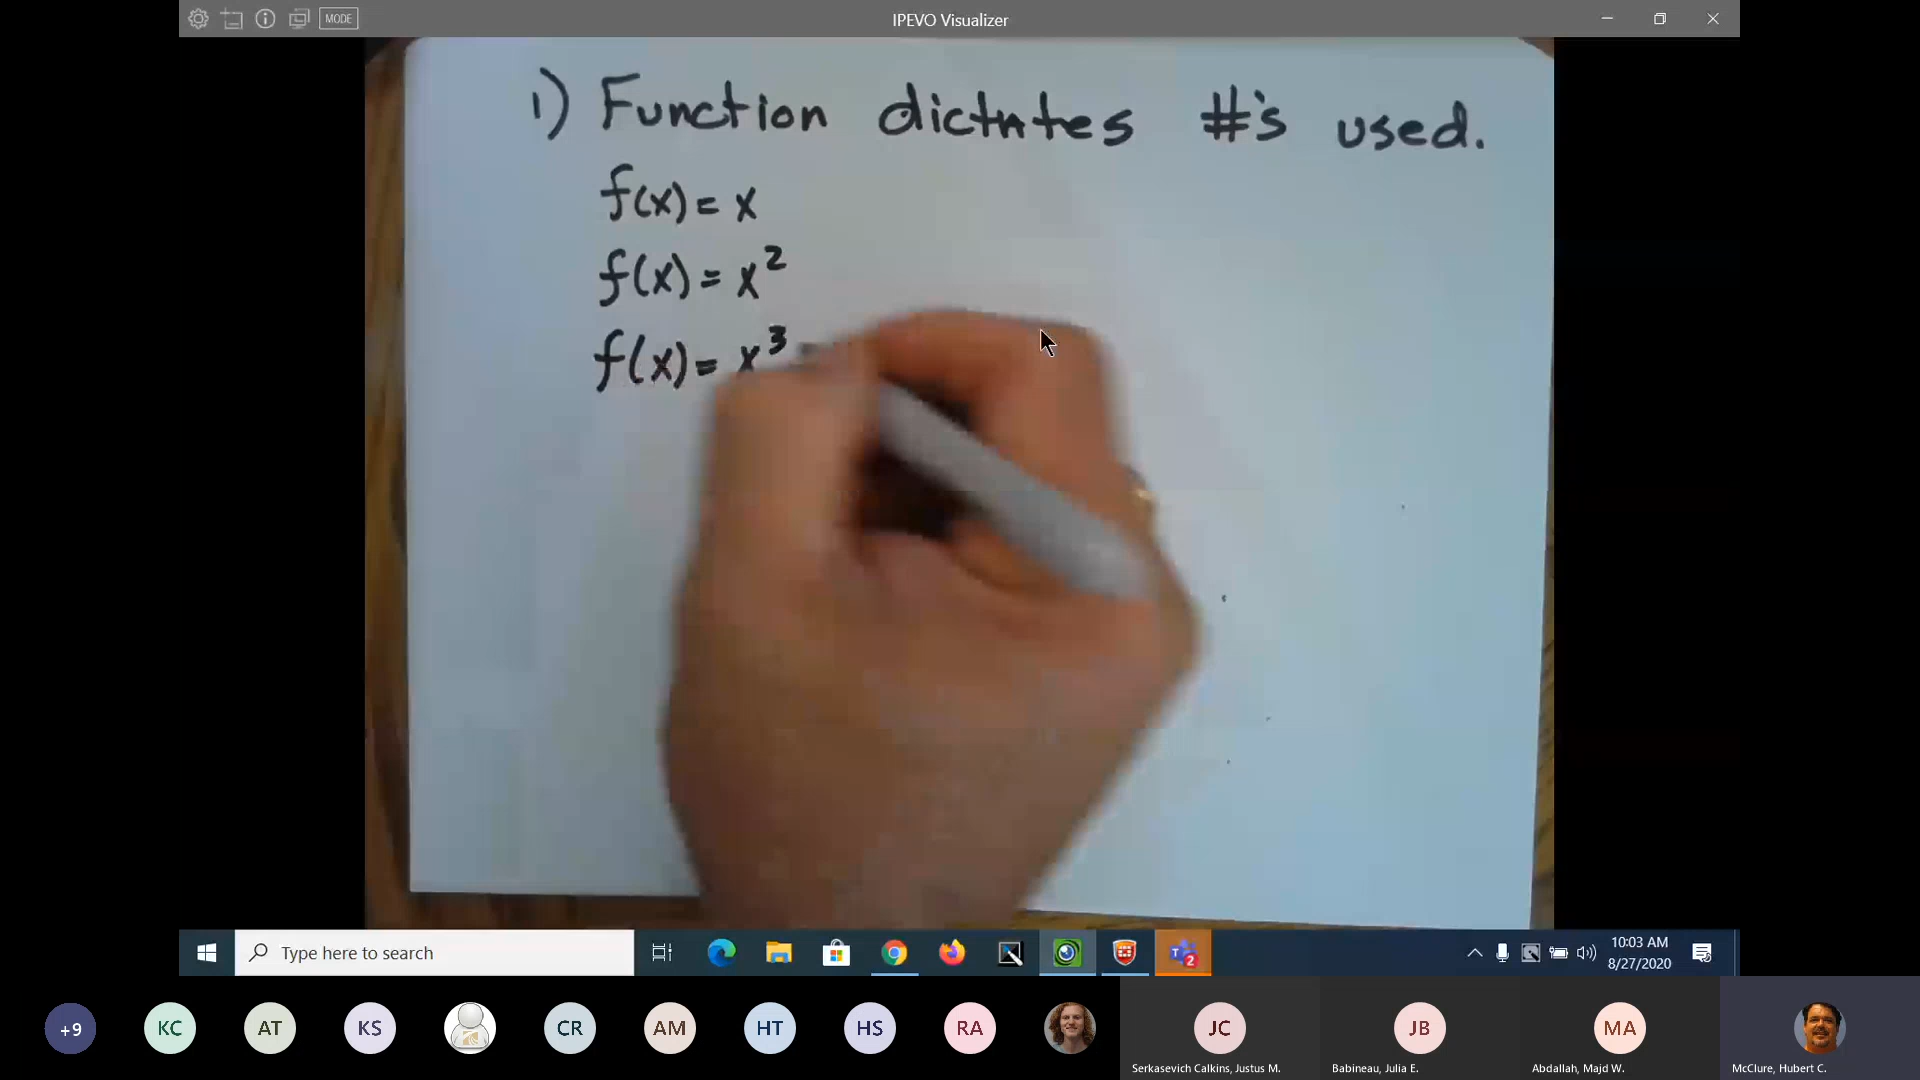 MODE
IPEVO Visualizer
1) Function dictates #'s used.
f(x) = x
f(x) = x²
f(x) = x³
Type here to search
2
10:03 AM
8/27/2020
+9
KC
AT
KS
CR
AM
HT
HS
RA
JC
JB
MA
Serkasevich Calkins, Justus M.
Babineau, Julia E.
Abdallah, Majd W.
McClure, Hubert C.